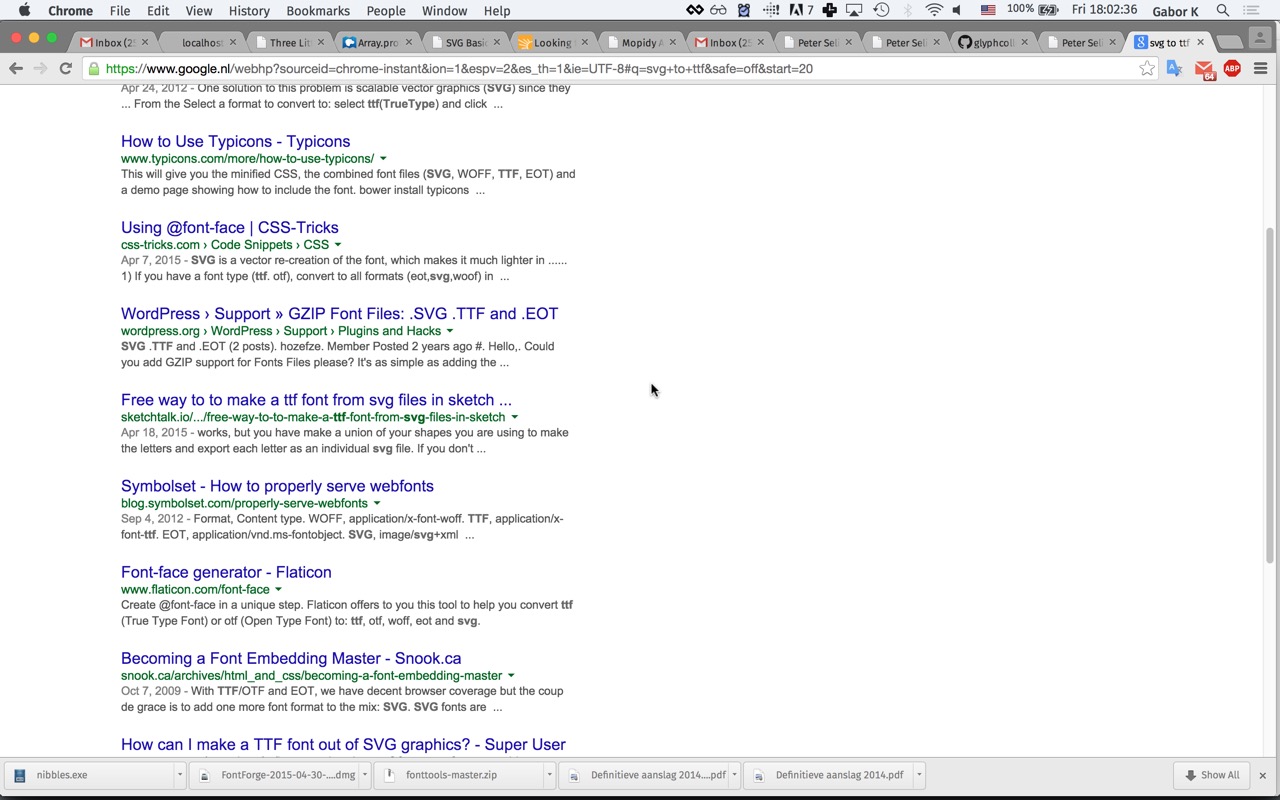 Chrome File Edit View History Bookmarks People Window Help 7 100% Fri 18:02:36 Gabor K
Inbox (25 localhost Three Lit Array.pro SVG Basic Looking Mopidy A Inbox (25 Peter Seli Peter Seli glyphcoll Peter Seli svg to ttf
https://www.google.nl/webhp?sourceid=chrome-instant&ion=1&espv=2&es_th=1&ie=UTF-8#q=svg+to+ttf&safe=off&start=20 64 ABP
Apr 24, 2012 - One solution to this problem is scalable vector graphics (SVG) since they
... From the Select a format to convert to: select ttf(TrueType) and click ...
How to Use Typicons - Typicons
www.typicons.com/more/how-to-use-typicons/
This will give you the minified CSS, the combined font files (SVG, WOFF, TTF, EOT) and
a demo page showing how to include the font. bower install typicons ...
Using @font-face | CSS-Tricks
css-tricks.com › Code Snippets › CSS
Apr 7, 2015 - SVG is a vector re-creation of the font, which makes it much lighter in ......
1) If you have a font type (ttf. otf), convert to all formats (eot,svg,woof) in ...
WordPress › Support » GZIP Font Files: .SVG .TTF and .EOT
wordpress.org › WordPress › Support › Plugins and Hacks
SVG .TTF and .EOT (2 posts). hozefze. Member Posted 2 years ago #. Hello,. Could
you add GZIP support for Fonts Files please? It's as simple as adding the ...
Free way to to make a ttf font from svg files in sketch ...
sketchtalk.io/.../free-way-to-to-make-a-ttf-font-from-svg-files-in-sketch
Apr 18, 2015 - works, but you have make a union of your shapes you are using to make
the letters and export each letter as an individual svg file. If you don't ...
Symbolset - How to properly serve webfonts
blog.symbolset.com/properly-serve-webfonts
Sep 4, 2012 - Format, Content type. WOFF, application/x-font-woff. TTF, application/x-
font-ttf. EOT, application/vnd.ms-fontobject. SVG, image/svg+xml ...
Font-face generator - Flaticon
www.flaticon.com/font-face
Create @font-face in a unique step. Flaticon offers to you this tool to help you convert ttf
(True Type Font) or otf (Open Type Font) to: ttf, otf, woff, eot and svg.
Becoming a Font Embedding Master - Snook.ca
snook.ca/archives/html_and_css/becoming-a-font-embedding-master
Oct 7, 2009 - With TTF/OTF and EOT, we have decent browser coverage but the coup
de grace is to add one more font format to the mix: SVG. SVG fonts are ...
How can I make a TTF font out of SVG graphics? - Super User
nibbles.exe FontForge-2015-04-30-....dmg fonttools-master.zip Definitieve aanslag 2014....pdf Definitieve aanslag 2014.pdf Show All